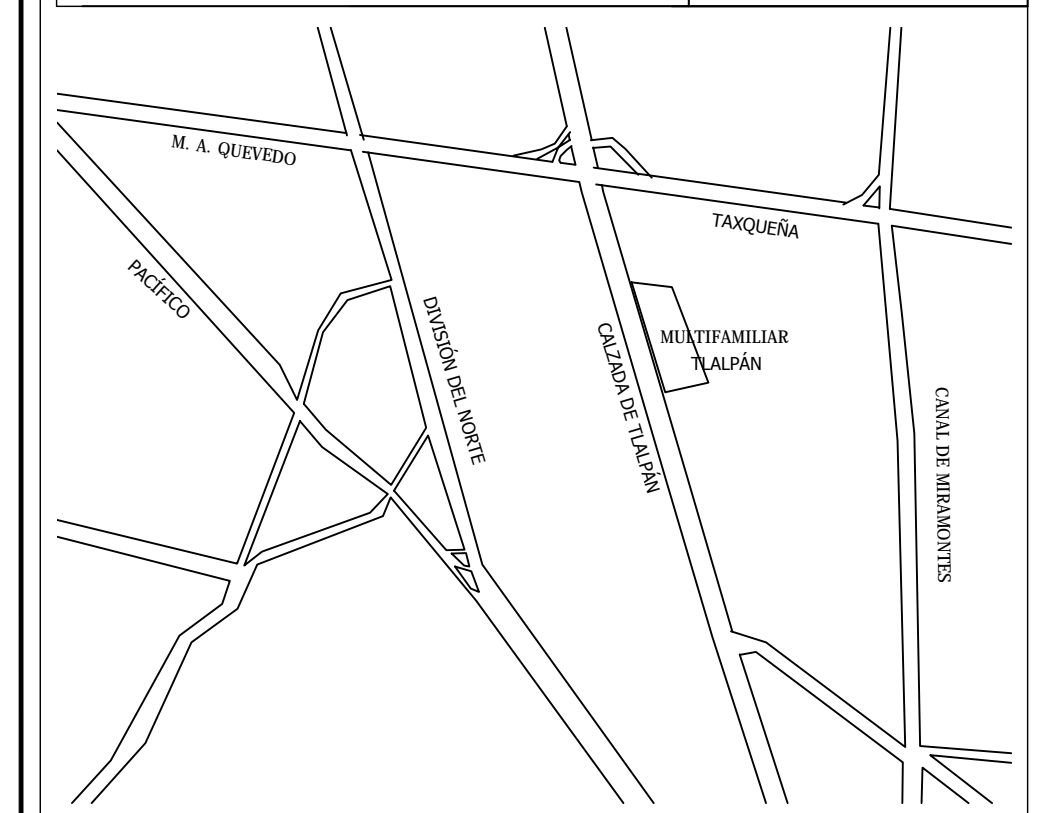 M. A. QUEVEDO
TAXQUEÑA
PACÍFICO
DIVISIÓN DEL NORTE
CALZADA DE TLALPÁN
MULTIFAMILIAR
TLALPÁN
CANAL DE MIRAMONTES